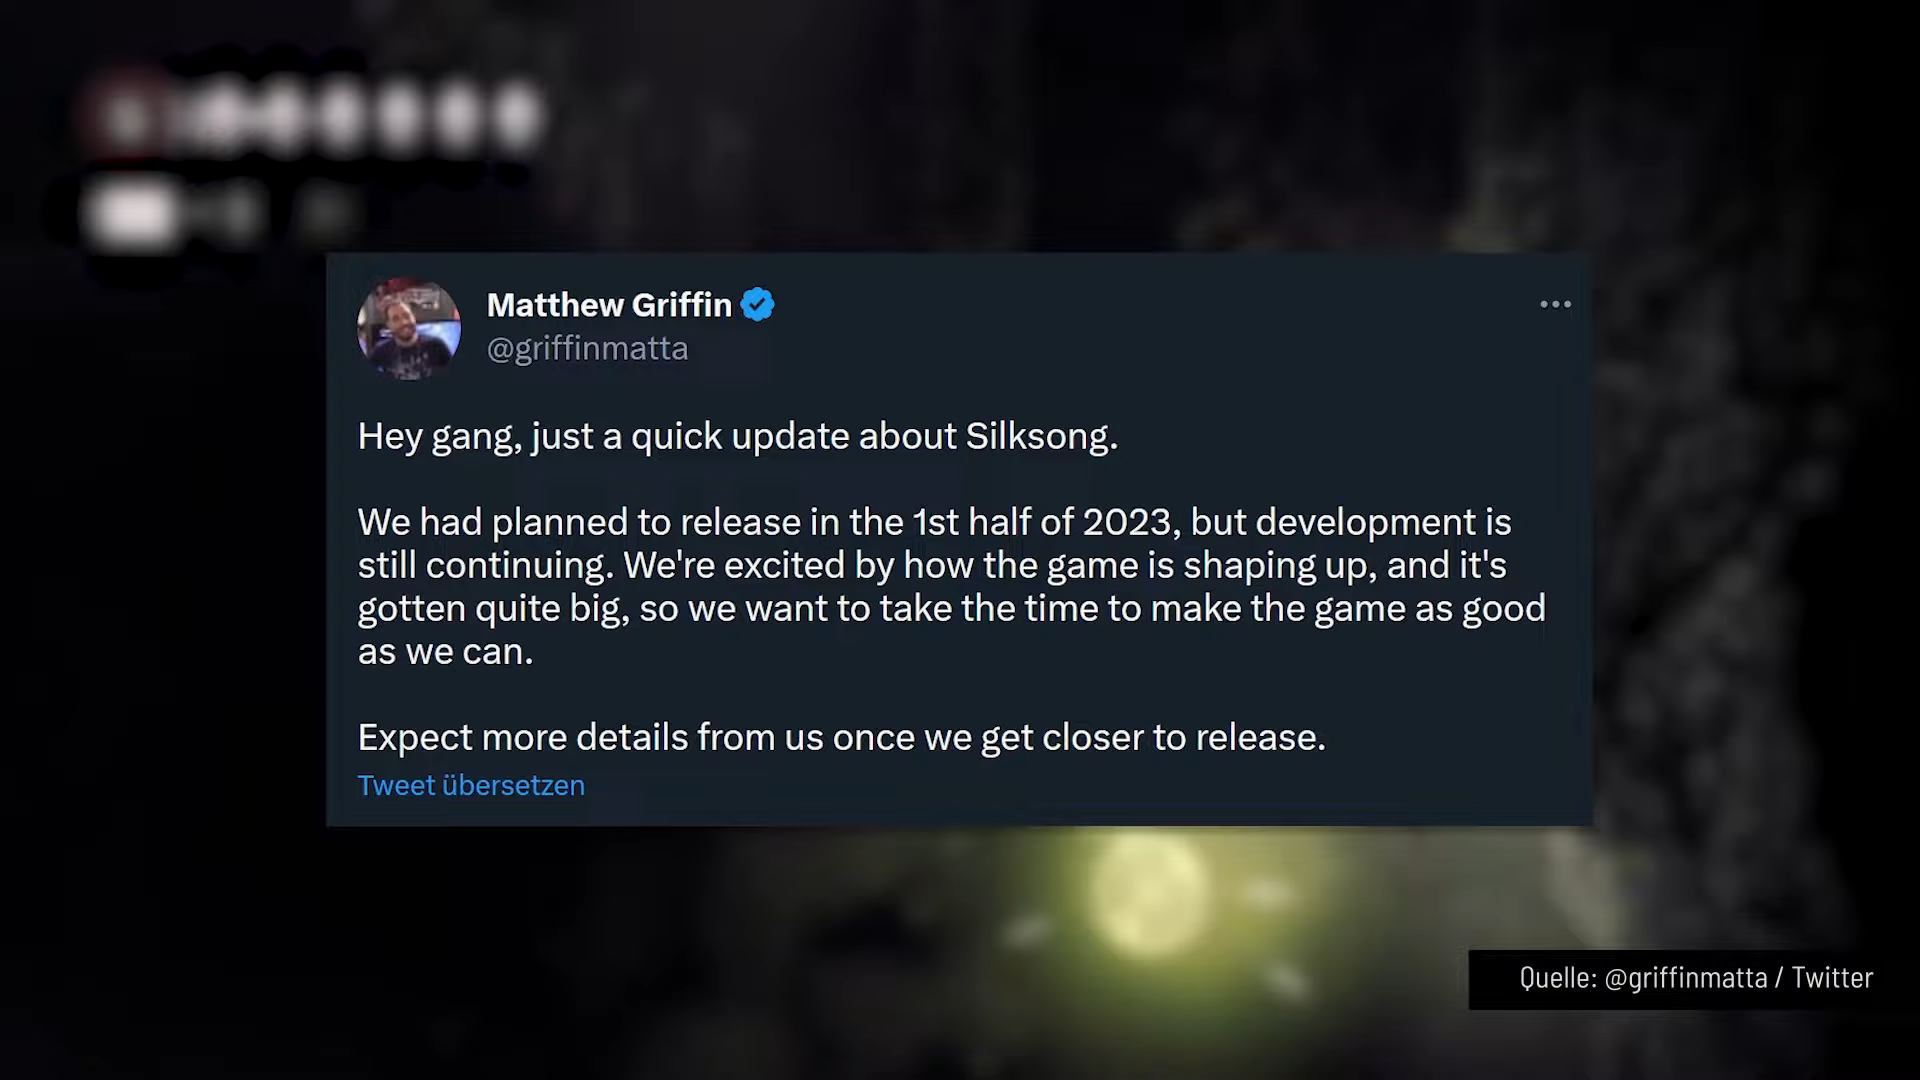 Matthew Griffin
@griffinmatta
Hey gang, just a quick update about Silksong.
We had planned to release in the 1st half of 2023, but development is
still continuing. We're excited by how the game is shaping up, and it's
gotten quite big, so we want to take the time to make the game as good
as we can.
Expect more details from us once we get closer to release.
Tweet übersetzen
Quelle: @griffinmatta / Twitter